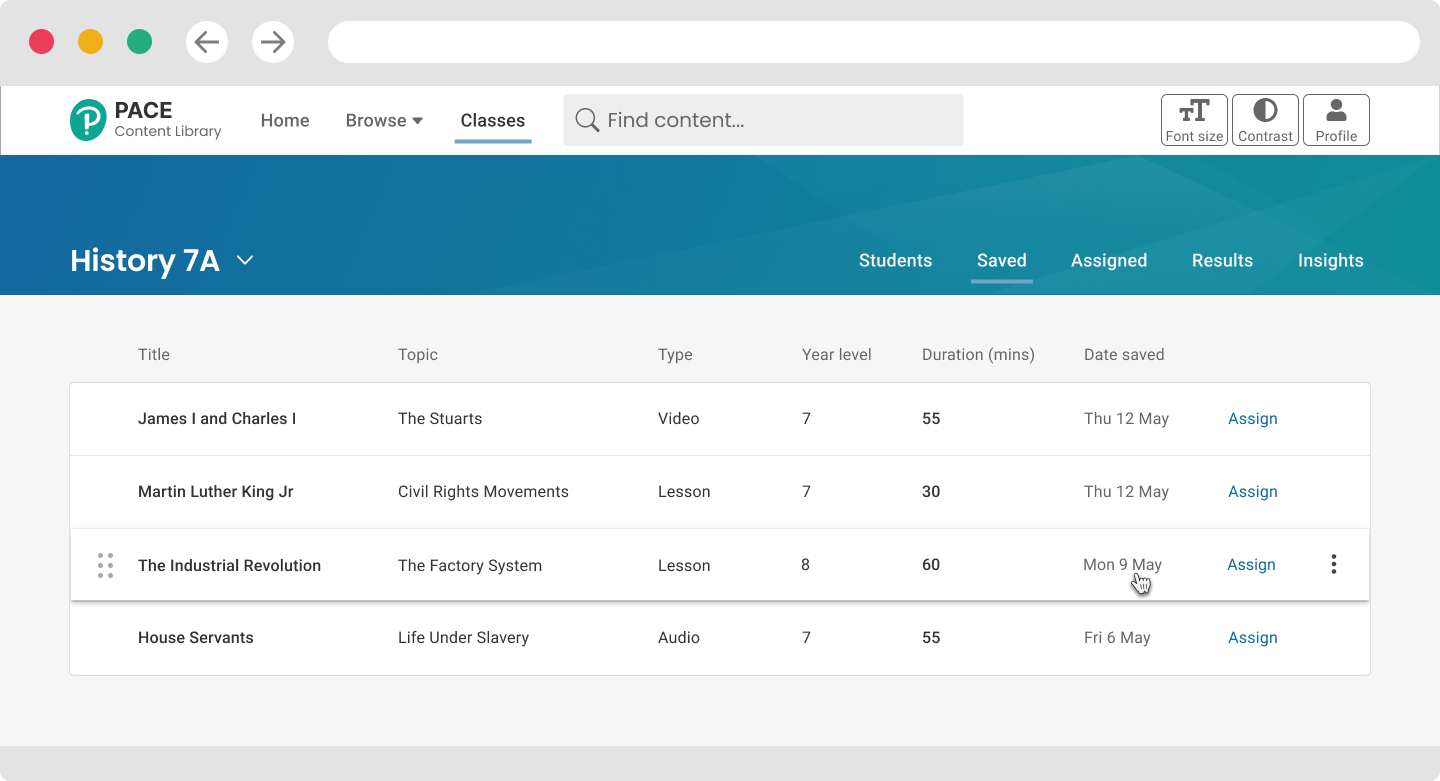 PACE
Content Library
Home Browse Classes Find content...
Font size Contrast Profile
History 7A
Students Saved Assigned Results Insights
Title Topic Type Year level Duration (mins) Date saved
James I and Charles I The Stuarts Video 7 55 Thu 12 May Assign
Martin Luther King Jr Civil Rights Movements Lesson 7 30 Thu 12 May Assign
The Industrial Revolution The Factory System Lesson 8 60 Mon 9 May Assign
House Servants Life Under Slavery Audio 7 55 Fri 6 May Assign